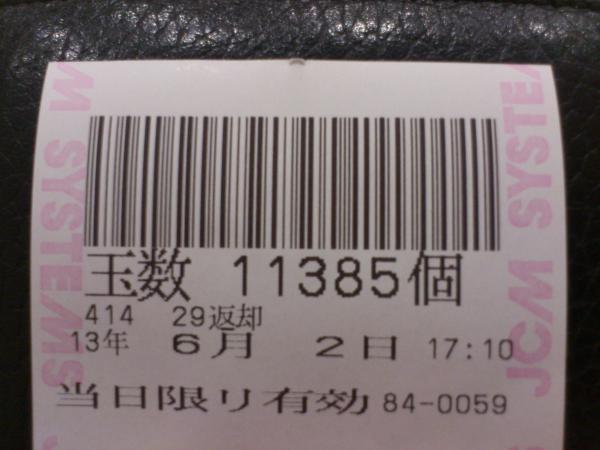 玉数 11385個
414 29返却
13年 6月 2日 17:10
当日限り有効 84-0059
JCM SYSTEMS
JCM SYSTEM